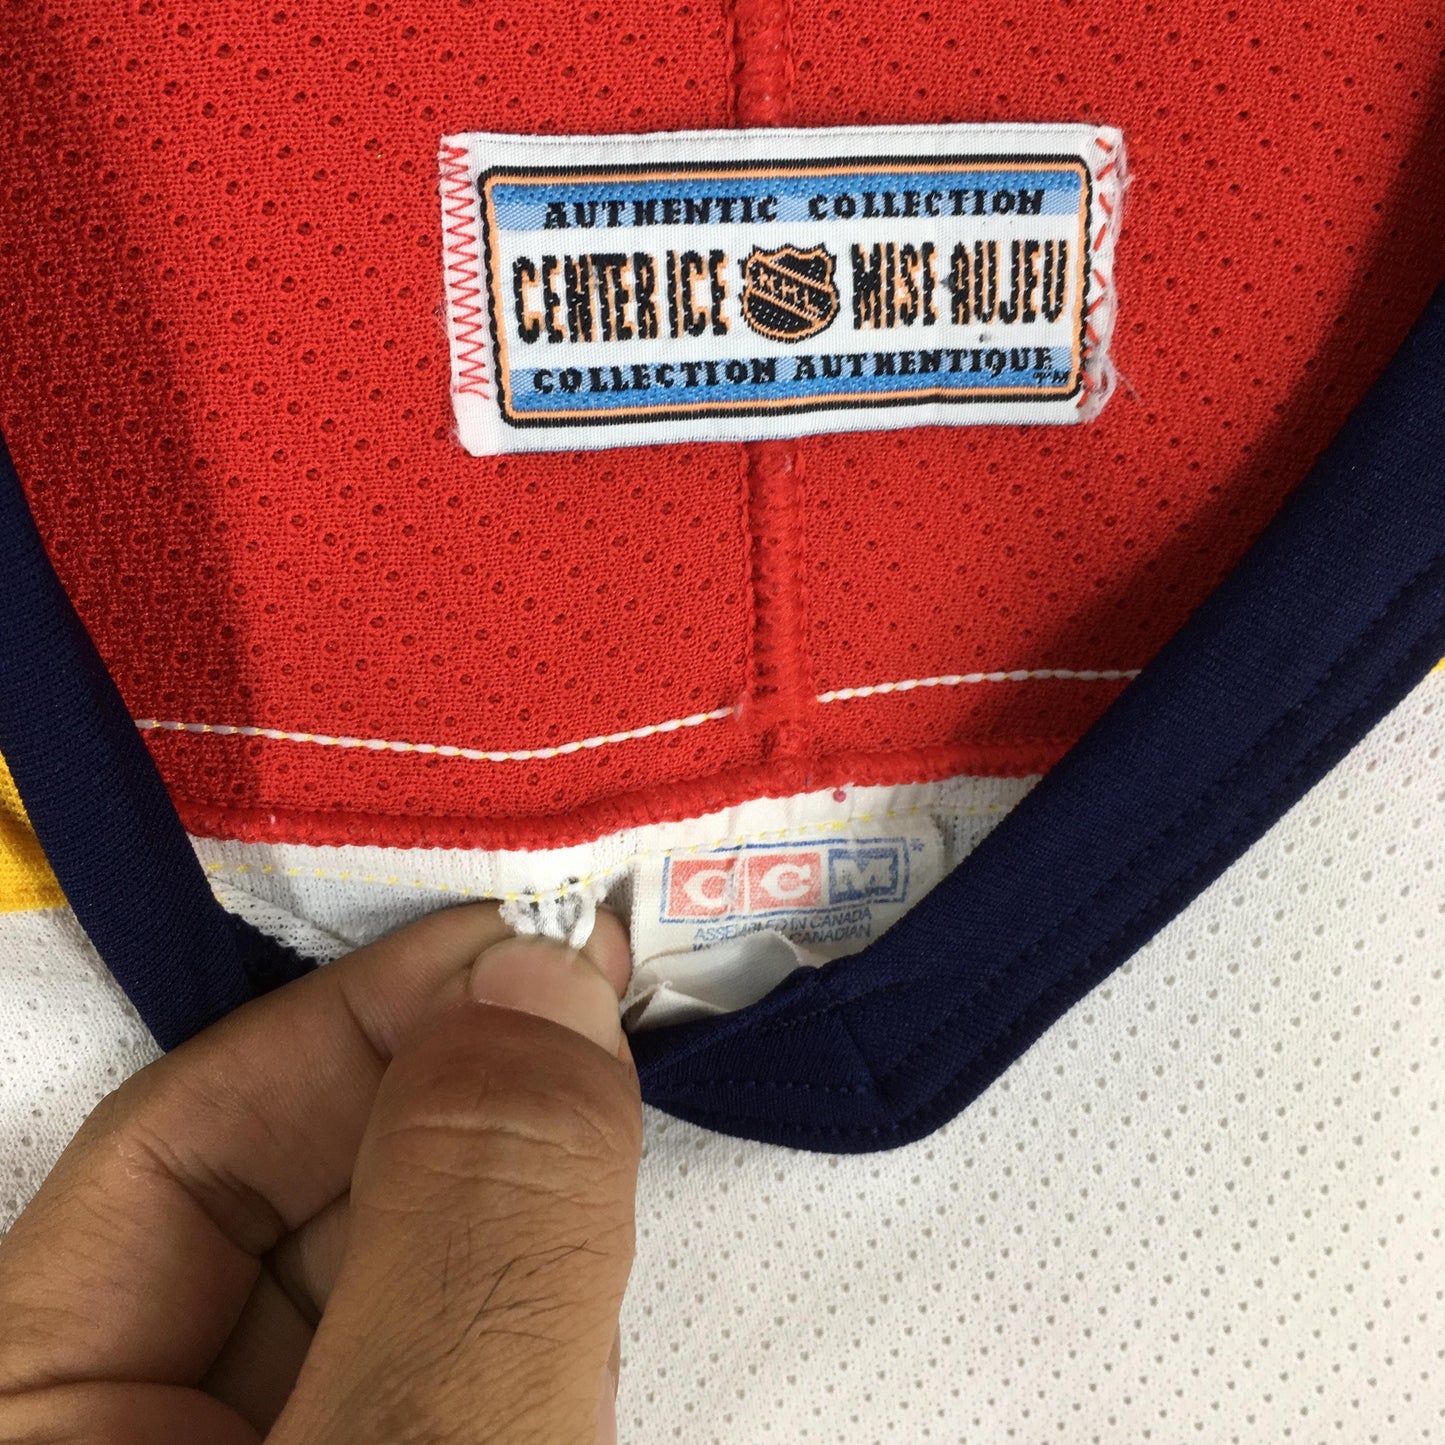 AUTHENTIC COLLECTION
CENTER ICE NHL MISE AUJEU
COLLECTION AUTHENTIQUE TM
CCM
ASSEMBLED IN CANADA
CANADIAN